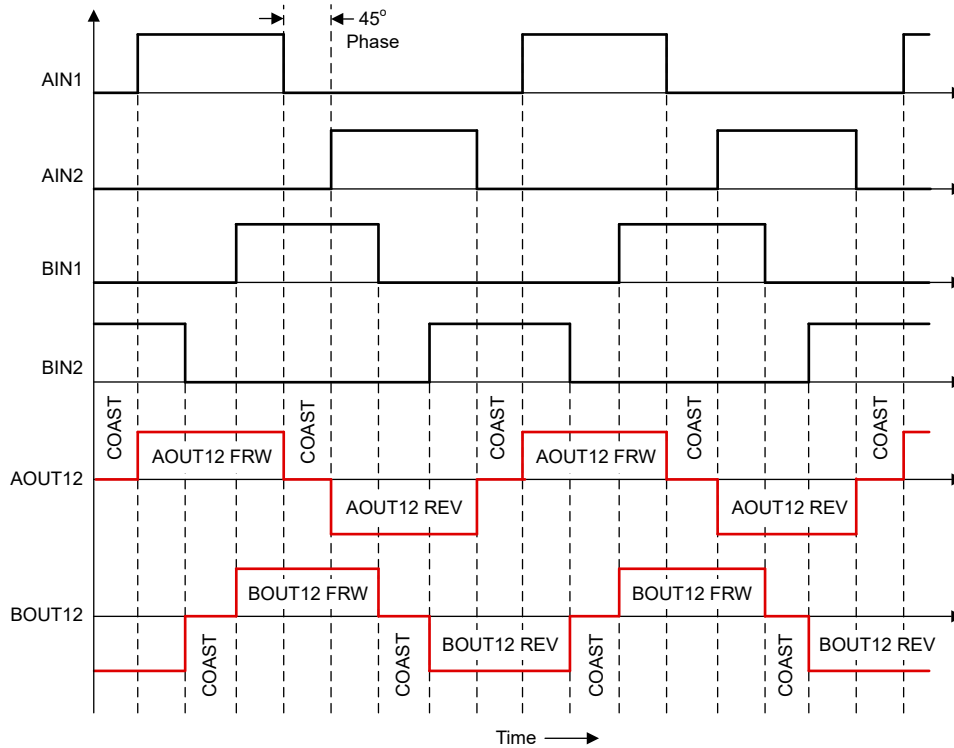 45°
Phase
AIN1
AIN2
BIN1
BIN2
COAST
COAST
COAST
COAST
COAST
AOUT12 FRW
AOUT12 FRW
AOUT12
AOUT12 REV
AOUT12 REV
BOUT12 FRW
BOUT12 FRW
BOUT12
BOUT12 REV
BOUT12 REV
COAST
COAST
COAST
COAST
Time